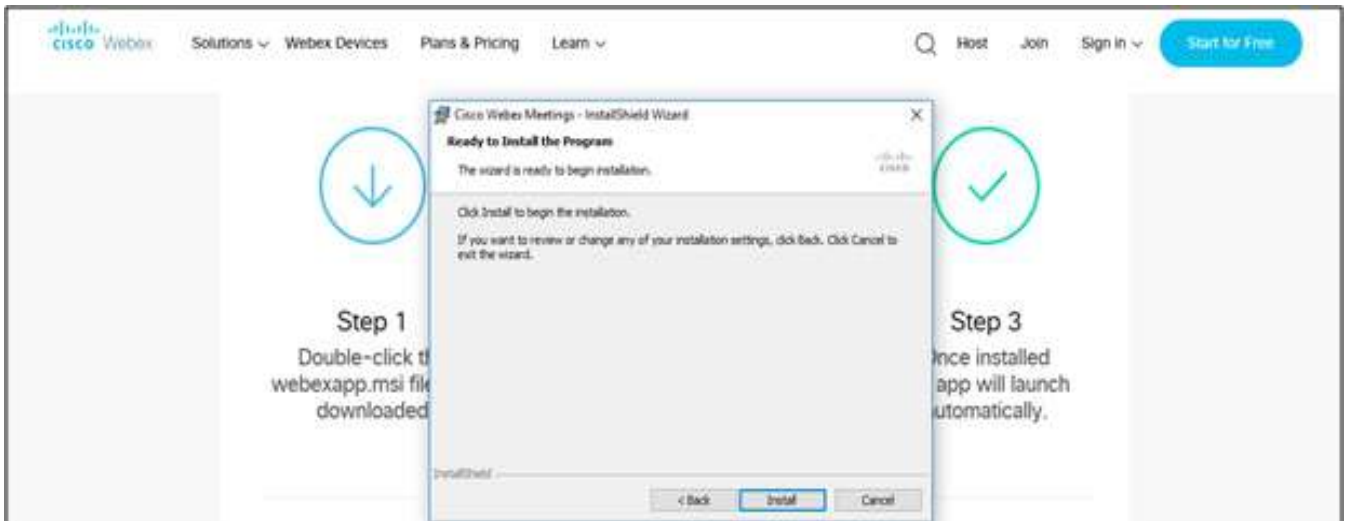 CISCO Webex Solutions Webex Devices Plans & Pricing Learn Host Join Sign in Start for Free
Cisco Webex Meetings - InstallShield Wizard
Ready to Install the Program
The wizard is ready to begin installation.
CISCO
Click Install to begin the installation.
If you want to review or change any of your installation settings, click Back. Click Cancel to
exit the wizard.
Step 1
Double-click th
webexapp.msi file
downloaded
Step 3
Once installed
app will launch
automatically.
InstallShield
< Back Install Cancel